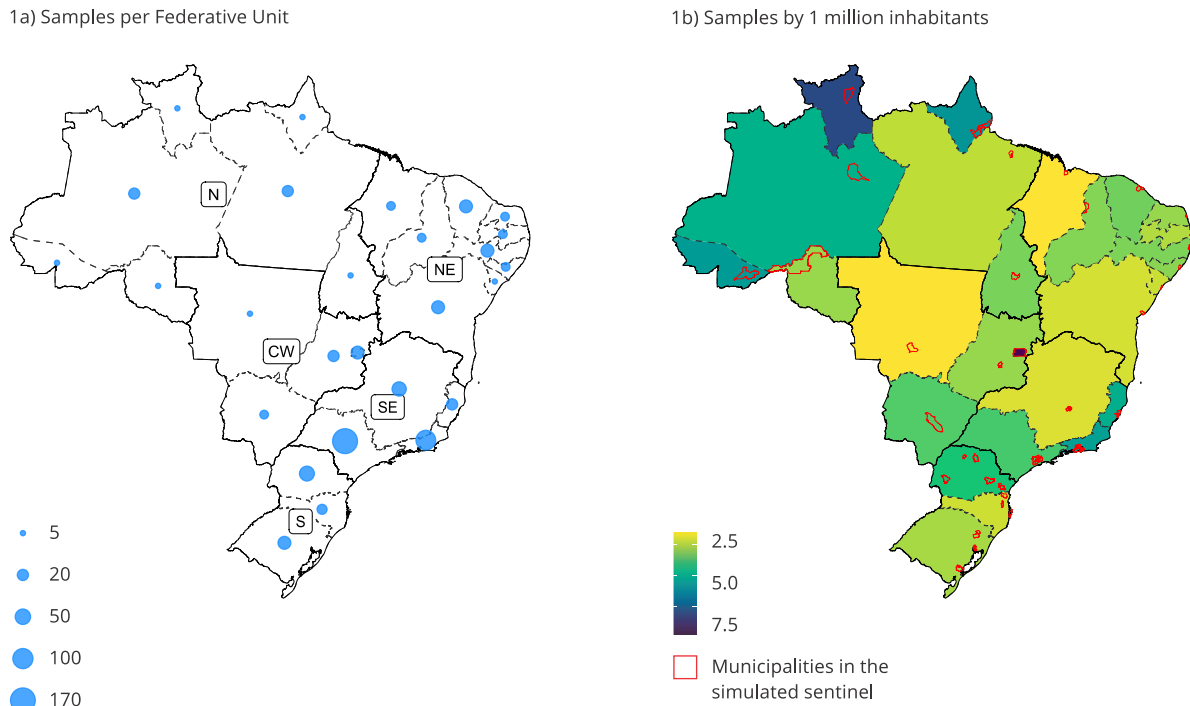 1a) Samples per Federative Unit
N
NE
CW
SE
S
5
20
50
100
170
1b) Samples by 1 million inhabitants
2.5
5.0
7.5
Municipalities in the
simulated sentinel